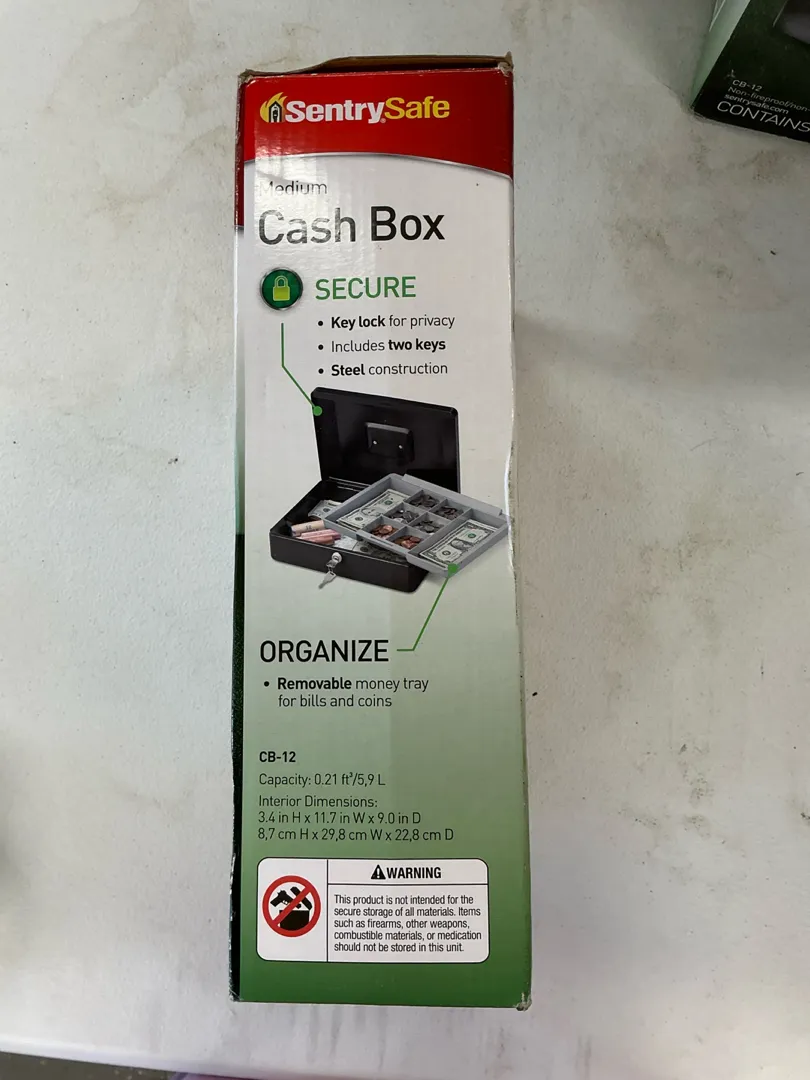 SentrySafe
Medium
Cash Box
SECURE
• Key lock for privacy
• Includes two keys
• Steel construction
ORGANIZE
• Removable money tray
for bills and coins
CB-12
Capacity: 0.21 ft³/5,9 L
Interior Dimensions:
3.4 in H x 11.7 in W x 9.0 in D
8,7 cm H x 29,8 cm W x 22,8 cm D
WARNING
This product is not intended for the
secure storage of all materials. Items
such as firearms, other weapons,
combustible materials, or medication
should not be stored in this unit.
CB-12
Non-fireproof/non-
sentrysafe.com
CONTAINS